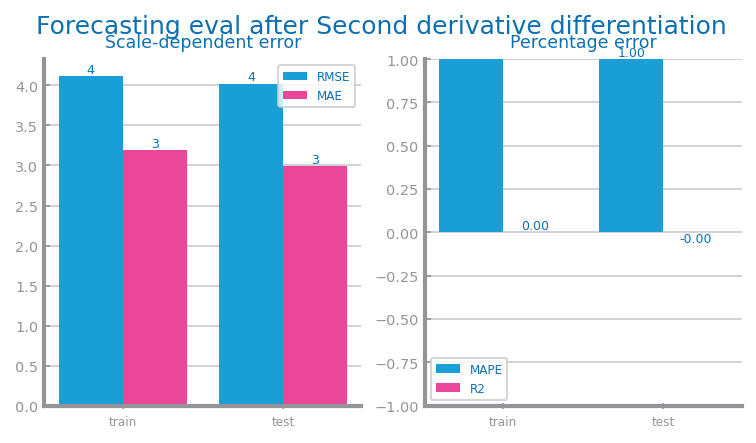 Forecasting eval after Second derivative differentiation
Scale-dependent error
4.0
3.5
3.0
2.5
2.0
1.5
1.0
0.5
0.0
4
3
4
3
RMSE
MAE
train
test
Percentage error
1.00
0.75
0.50
0.25
0.00
−0.25
−0.50
−0.75
−1.00
1.00
0.00
-0.00
MAPE
R2
train
test